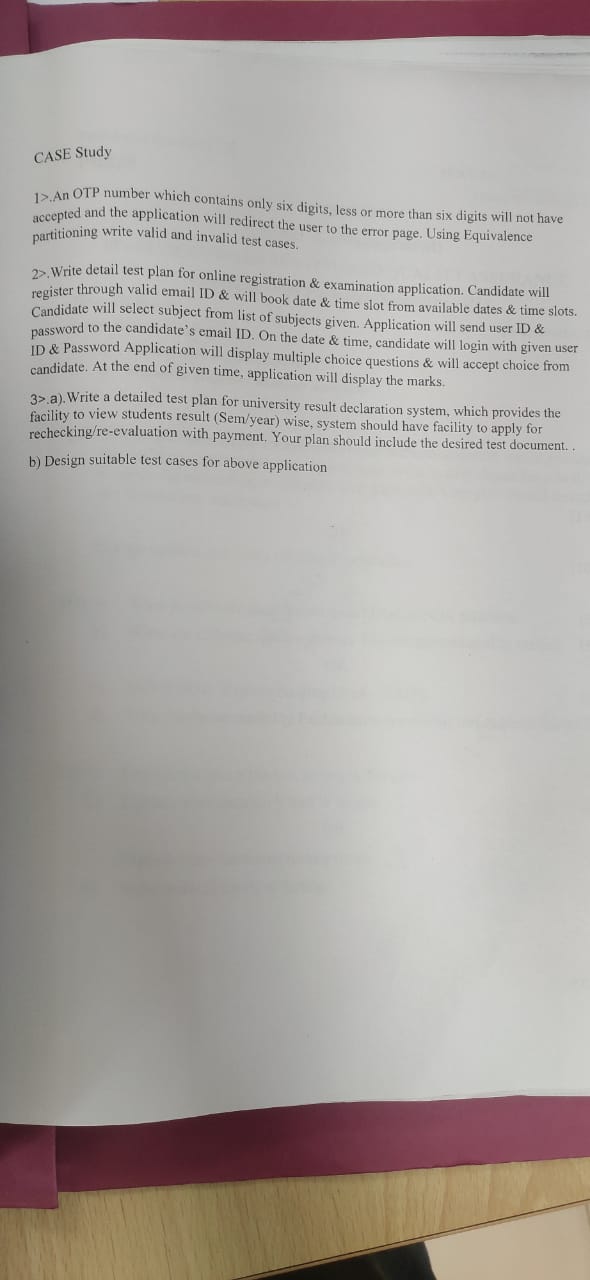 CASE Study
1>.An OTP number which contains only six digits, less or more than six digits will not have
accepted and the application will redirect the user to the error page. Using Equivalence
partitioning write valid and invalid test cases.
2>.Write detail test plan for online registration & examination application. Candidate will
register through valid email ID & will book date & time slot from available dates & time slots.
Candidate will select subject from list of subjects given. Application will send user ID &
password to the candidate's email ID. On the date & time, candidate will login with given user
ID & Password Application will display multiple choice questions & will accept choice from
candidate. At the end of given time, application will display the marks.
3>.a).Write a detailed test plan for university result declaration system, which provides the
facility to view students result (Sem/year) wise, system should have facility to apply for
rechecking/re-evaluation with payment. Your plan should include the desired test document. .
b) Design suitable test cases for above application